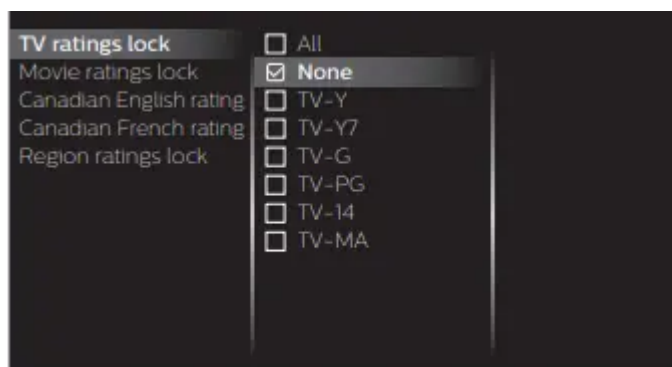 TV ratings lock
Movie ratings lock
Canadian English rating
Canadian French rating
Region ratings lock
All
None
TV-Y
TV-Y7
TV-G
TV-PG
TV-14
TV-MA